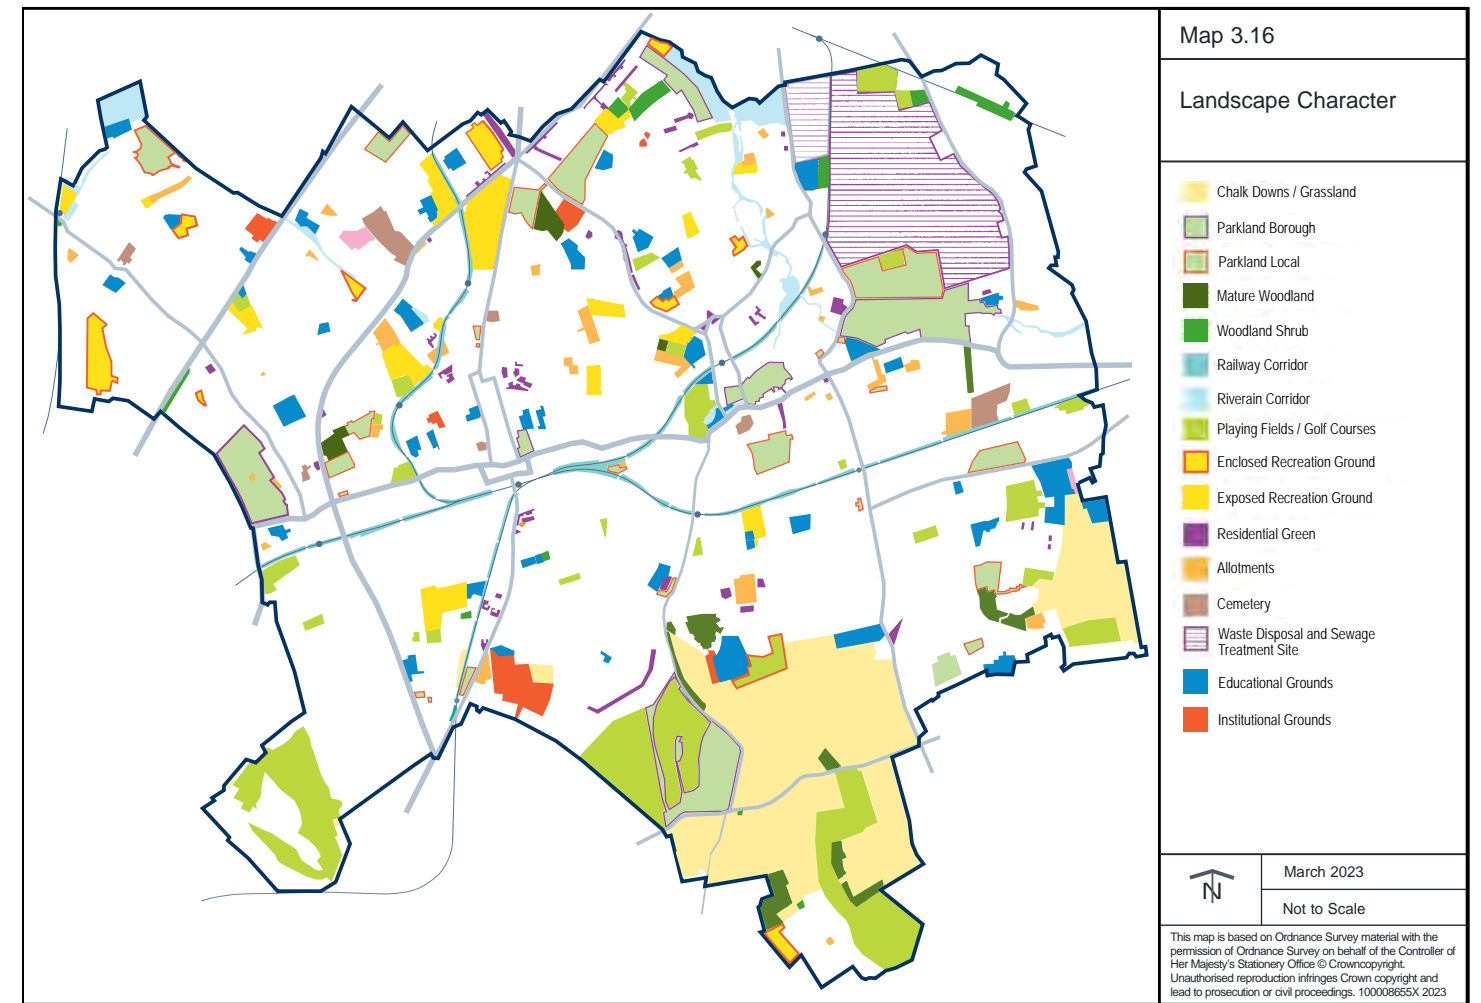 Map 3.16
Landscape Character
Chalk Downs / Grassland
Parkland Borough
Parkland Local
Mature Woodland
Woodland Shrub
Railway Corridor
Riverain Corridor
Playing Fields / Golf Courses
Enclosed Recreation Ground
Exposed Recreation Ground
Residential Green
Allotments
Cemetery
Waste Disposal and Sewage
Treatment Site
Educational Grounds
Institutional Grounds
N
March 2023
Not to Scale
This map is based on Ordnance Survey material with the
permission of Ordnance Survey on behalf of the Controller of
Her Majesty's Stationery Office © Crowncopyright.
Unauthorised reproduction infringes Crown copyright and
lead to prosecution or civil proceedings. 100008655X 2023